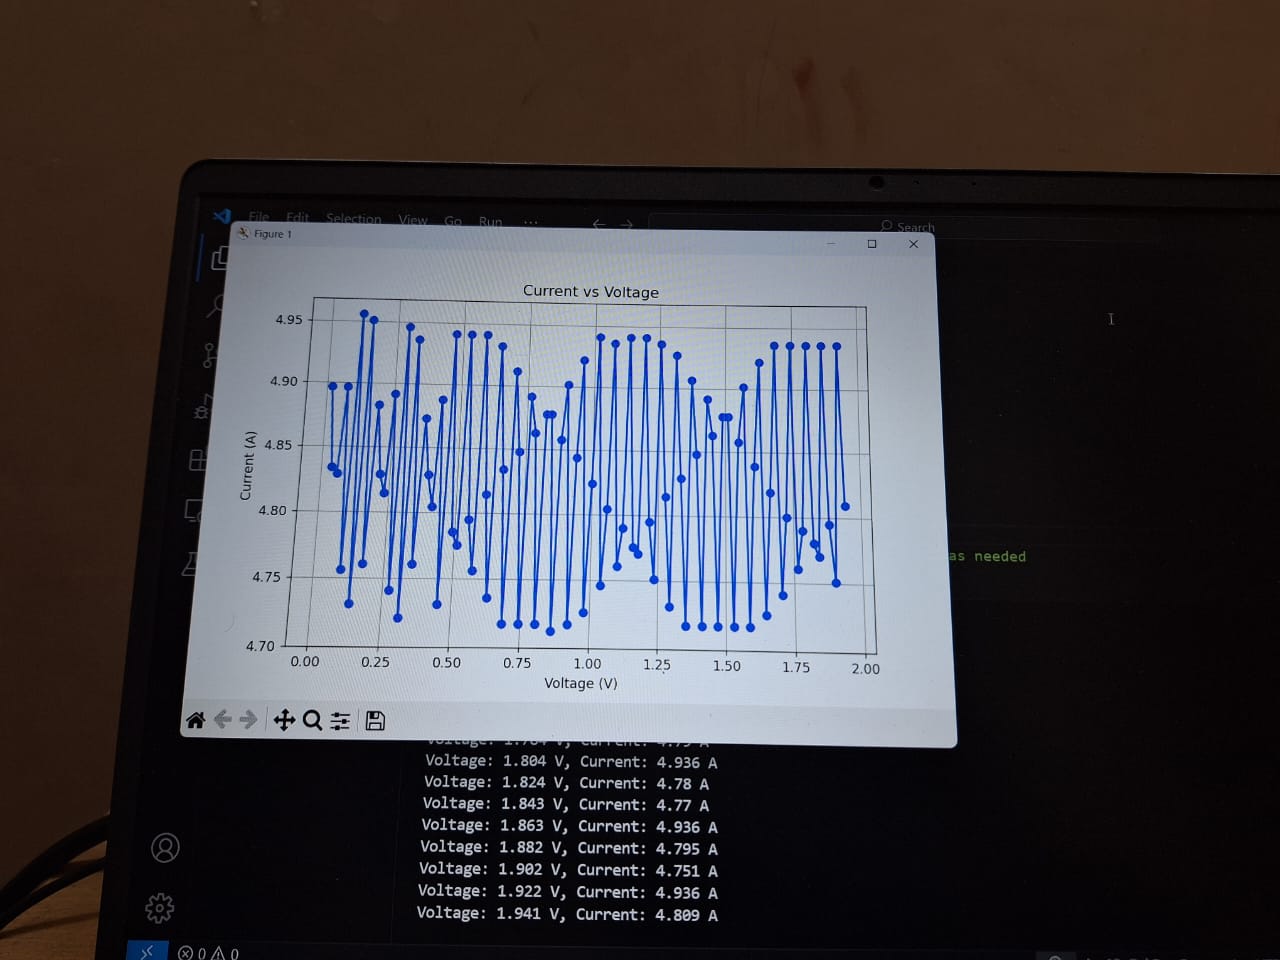 File Edit Selection View Go Run ...
Search
Figure 1
Current vs Voltage
4.95
4.90
4.85
4.80
4.75
4.70
Current (A)
0.00 0.25 0.50 0.75 1.00 1.25 1.50 1.75 2.00
Voltage (V)
as needed
Voltage: 1.804 V, Current: 4.936 A
Voltage: 1.824 V, Current: 4.78 A
Voltage: 1.843 V, Current: 4.77 A
Voltage: 1.863 V, Current: 4.936 A
Voltage: 1.882 V, Current: 4.795 A
Voltage: 1.902 V, Current: 4.751 A
Voltage: 1.922 V, Current: 4.936 A
Voltage: 1.941 V, Current: 4.809 A
0 0